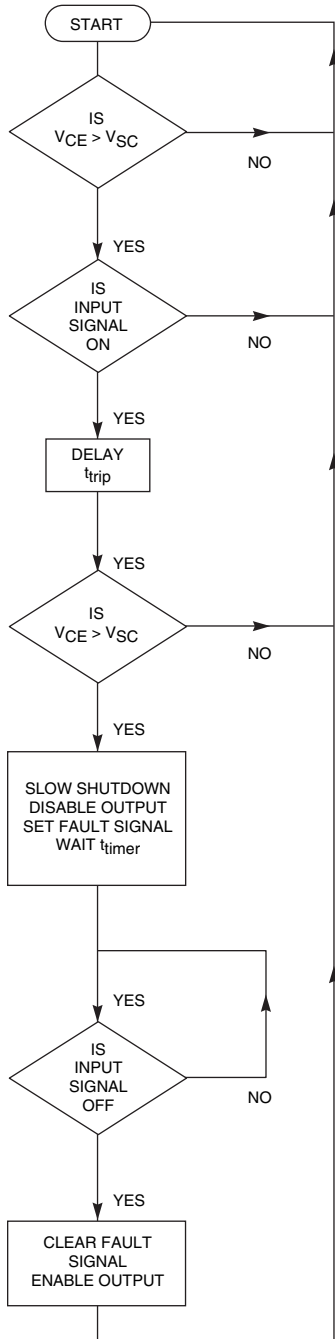 START
IS
VCE > VSC
NO
YES
IS
INPUT
SIGNAL
ON
NO
YES
DELAY
ttrip
YES
IS
VCE > VSC
NO
YES
SLOW SHUTDOWN
DISABLE OUTPUT
SET FAULT SIGNAL
WAIT ttimer
YES
IS
INPUT
SIGNAL
OFF
NO
YES
CLEAR FAULT
SIGNAL
ENABLE OUTPUT